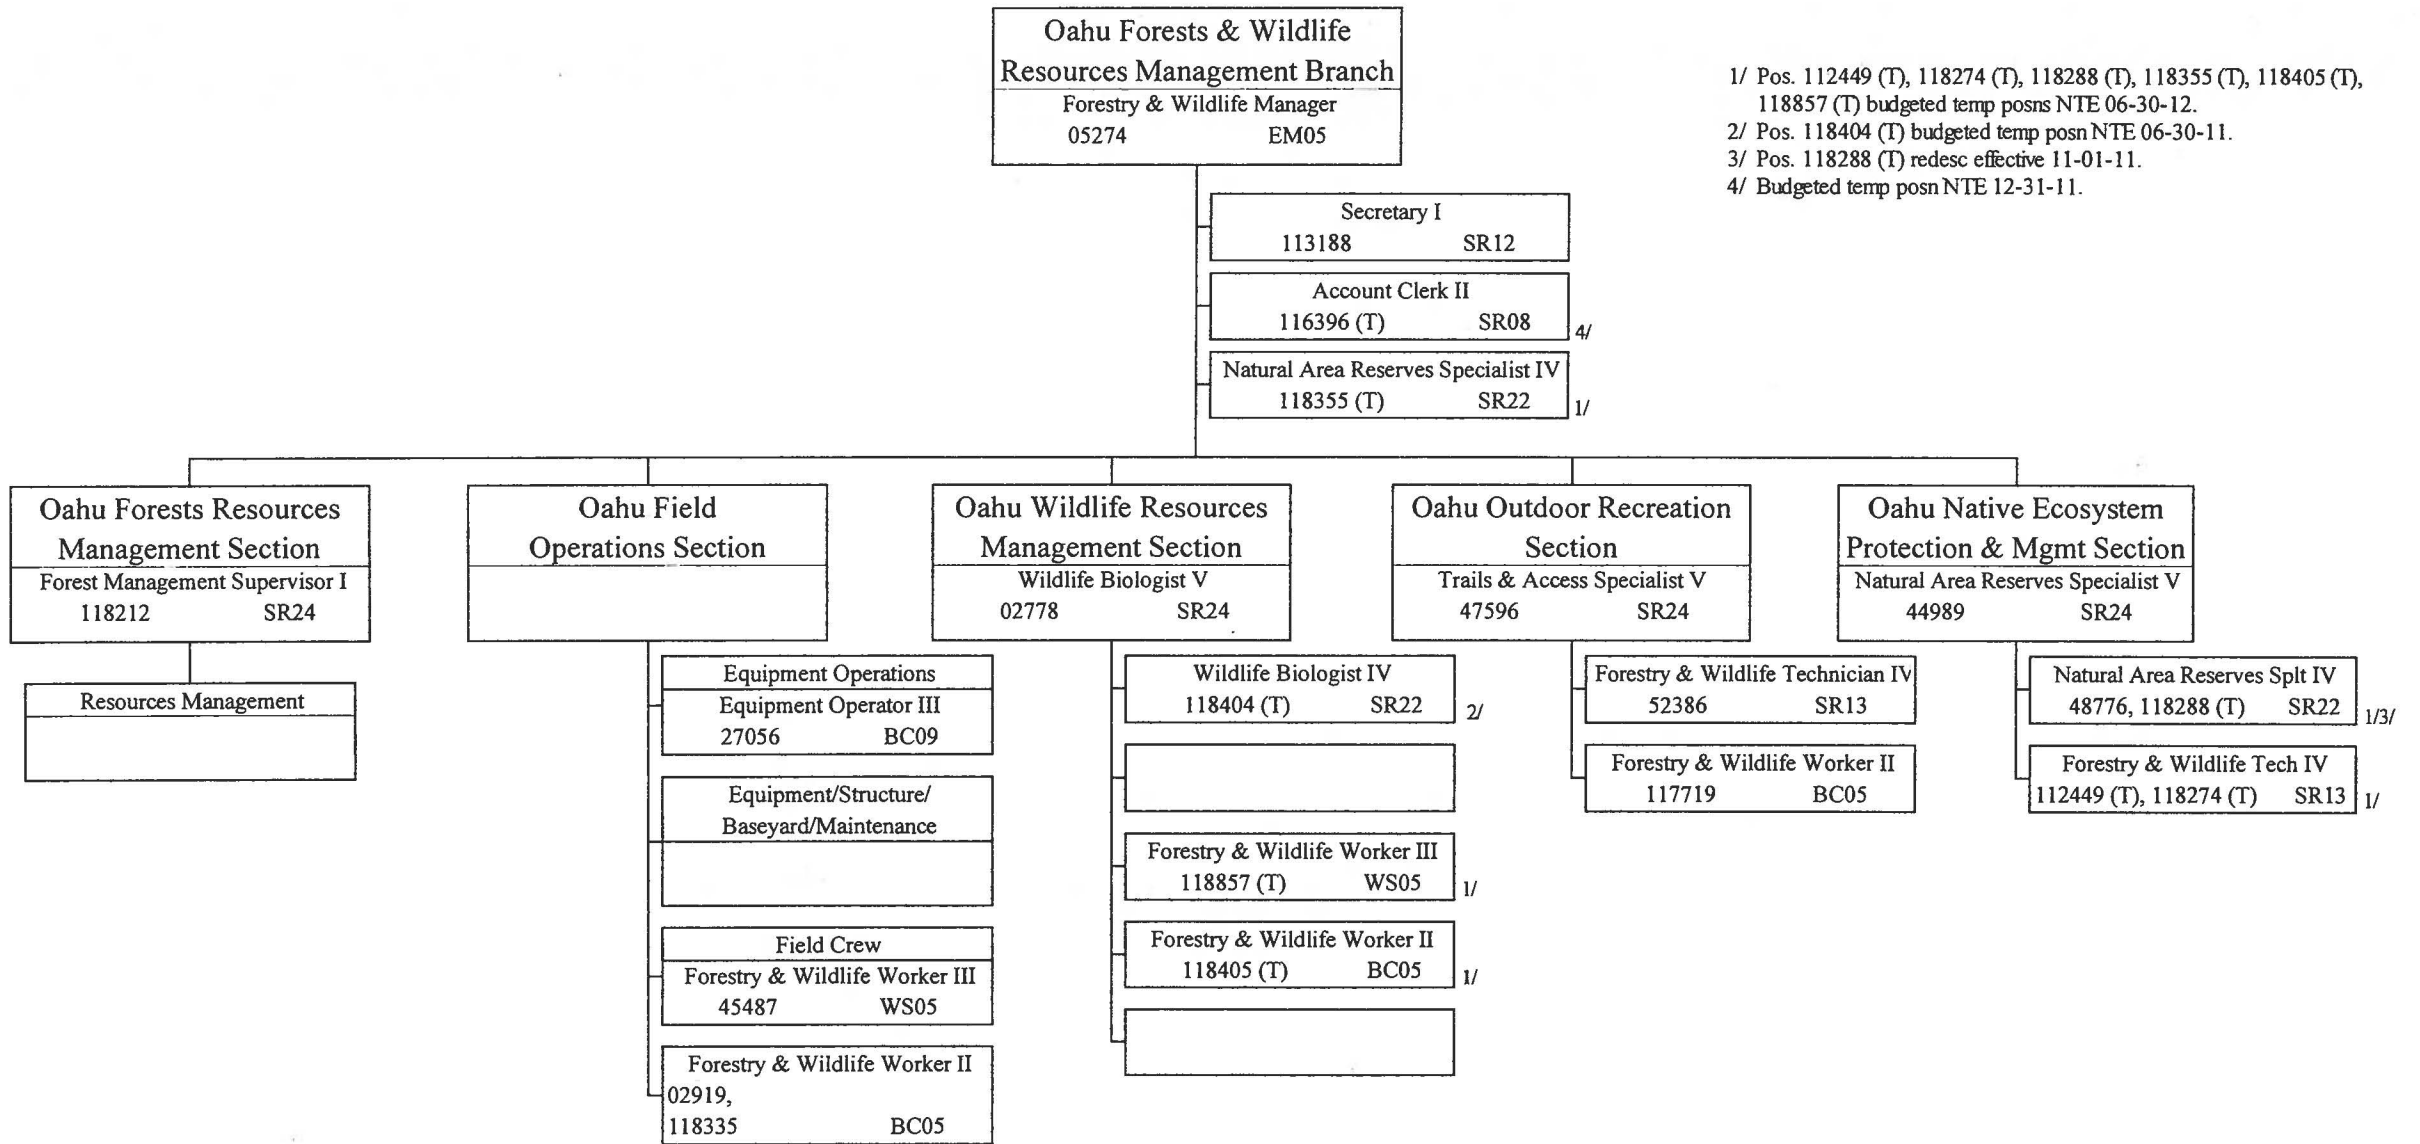 Oahu Forests & Wildlife
Resources Management Branch
Forestry & Wildlife Manager
05274 EM05
1/ Pos. 112449 (T), 118274 (T), 118288 (T), 118355 (T), 118405 (T),
118857 (T) budgeted temp posns NTE 06-30-12.
2/ Pos. 118404 (T) budgeted temp posn NTE 06-30-11.
3/ Pos. 118288 (T) redesc effective 11-01-11.
4/ Budgeted temp posn NTE 12-31-11.
Secretary I
113188 SR12
Account Clerk II
116396 (T) SR08 4/
Natural Area Reserves Specialist IV
118355 (T) SR22 1/
Oahu Forests Resources
Management Section
Forest Management Supervisor I
118212 SR24
Resources Management
Oahu Field
Operations Section
Equipment Operations
Equipment Operator III
27056 BC09
Equipment/Structure/
Baseyard/Maintenance
Field Crew
Forestry & Wildlife Worker III
45487 WS05
Forestry & Wildlife Worker II
02919,
118335 BC05
Oahu Wildlife Resources
Management Section
Wildlife Biologist V
02778 SR24
Wildlife Biologist IV
118404 (T) SR22 2/
Forestry & Wildlife Worker III
118857 (T) WS05 1/
Forestry & Wildlife Worker II
118405 (T) BC05 1/
Oahu Outdoor Recreation
Section
Trails & Access Specialist V
47596 SR24
Forestry & Wildlife Technician IV
52386 SR13
Forestry & Wildlife Worker II
117719 BC05
Oahu Native Ecosystem
Protection & Mgmt Section
Natural Area Reserves Specialist V
44989 SR24
Natural Area Reserves Splt IV
48776, 118288 (T) SR22 1/3/
Forestry & Wildlife Tech IV
112449 (T), 118274 (T) SR13 1/